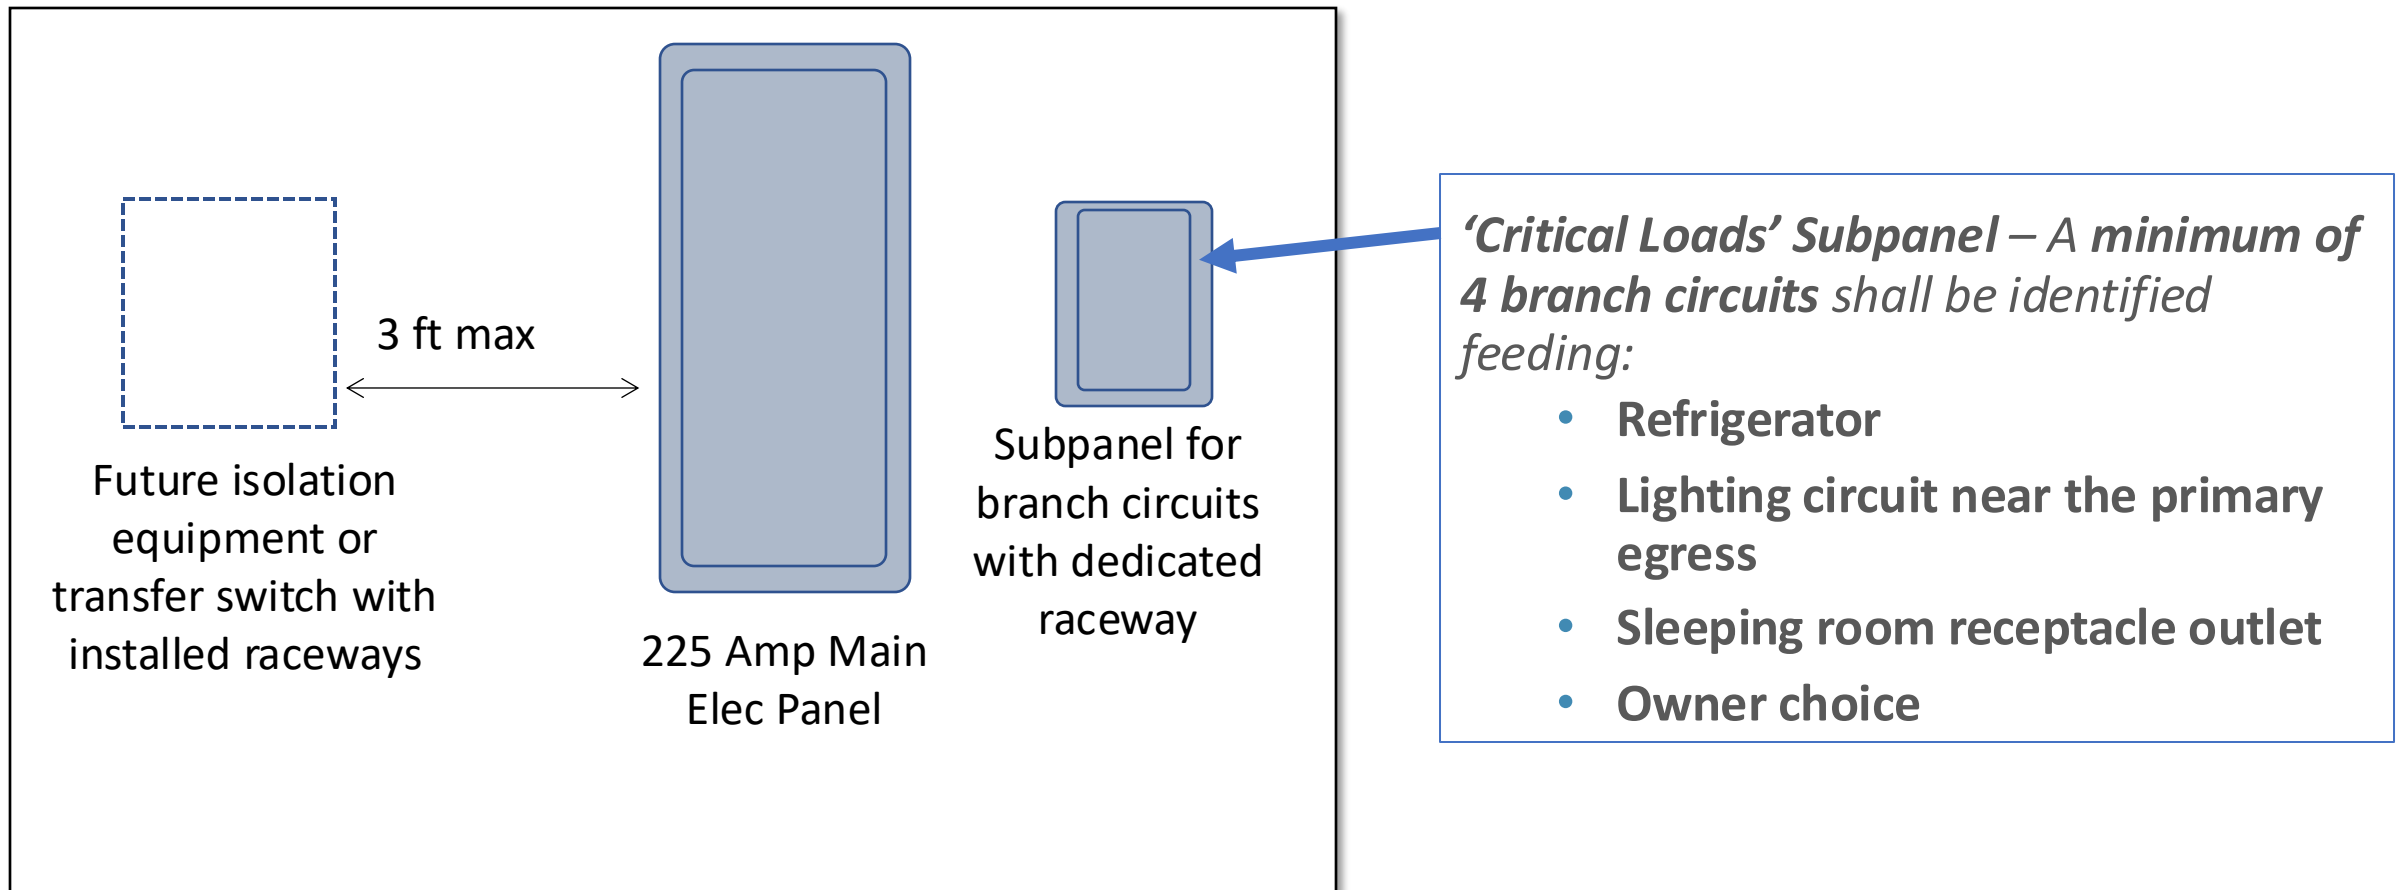 3 ft max
Future isolation
equipment or
transfer switch with
installed raceways
225 Amp Main
Elec Panel
Subpanel for
branch circuits
with dedicated
raceway
‘Critical Loads’ Subpanel – A minimum of
4 branch circuits shall be identified
feeding:
• Refrigerator
• Lighting circuit near the primary
egress
• Sleeping room receptacle outlet
• Owner choice